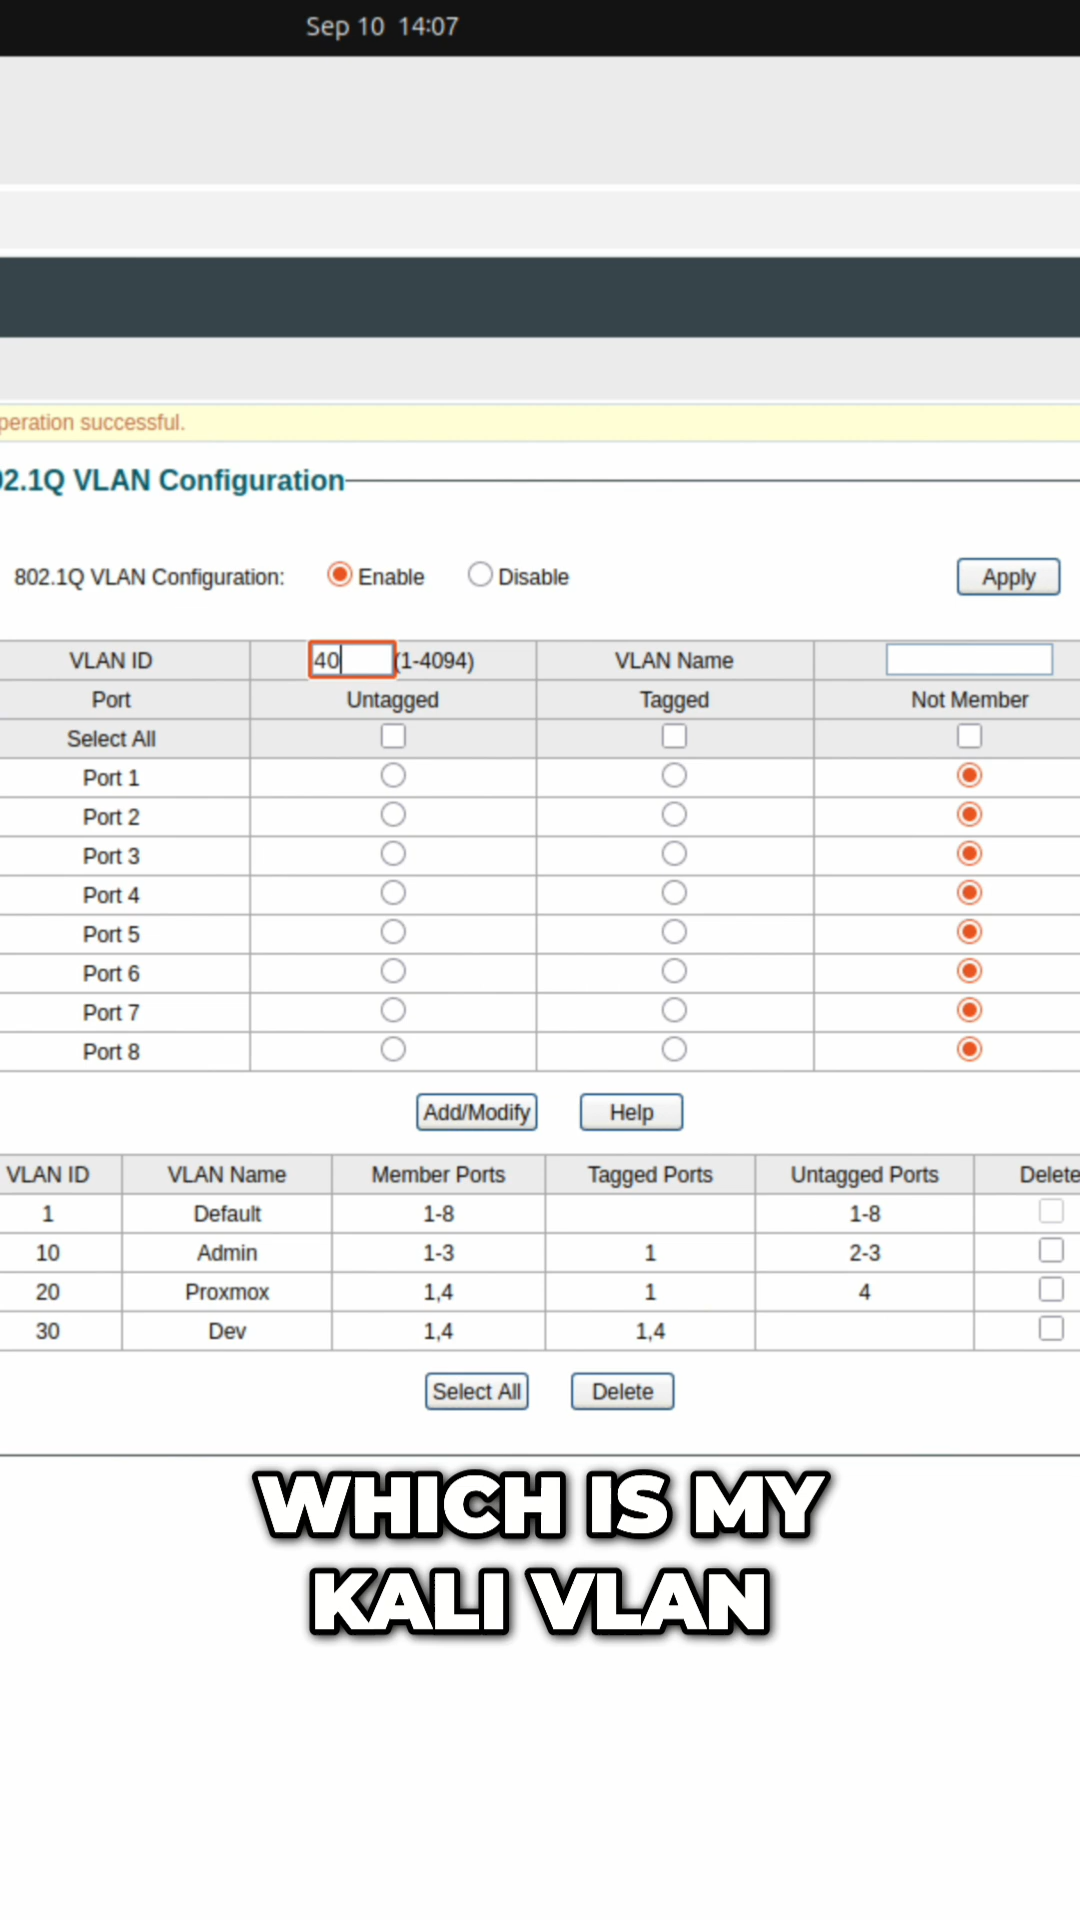 Sep 10 14:07
peration successful.
02.1Q VLAN Configuration
802.1Q VLAN Configuration: Enable Disable Apply
VLAN ID 40 (1-4094) VLAN Name
Port Untagged Tagged Not Member
Select All
Port 1
Port 2
Port 3
Port 4
Port 5
Port 6
Port 7
Port 8
Add/Modify Help
VLAN ID VLAN Name Member Ports Tagged Ports Untagged Ports Delete
1 Default 1-8 1-8
10 Admin 1-3 1 2-3
20 Proxmox 1,4 1 4
30 Dev 1,4 1,4
Select All Delete
WHICH IS MY
KALI VLAN